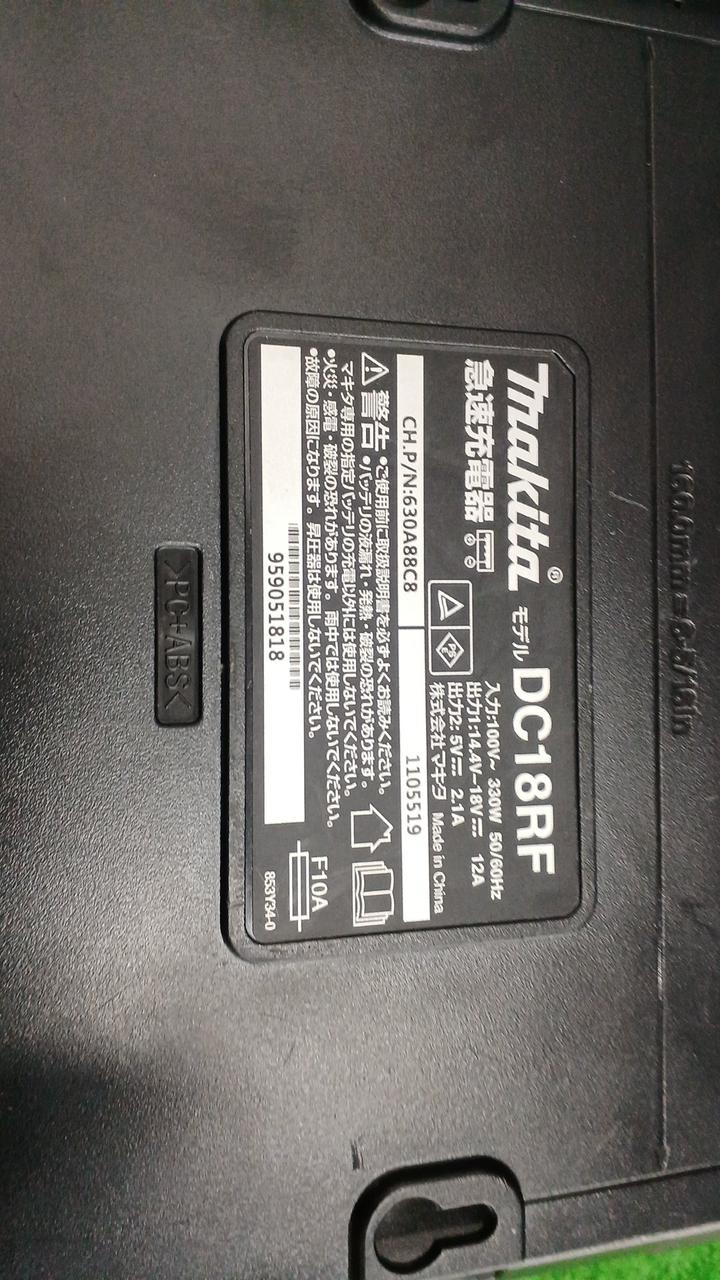 166.0mm=6-9/16in
makita® モデル DC18RF
急速充電器
入力:100V~ 330W 50/60Hz
出力1:14.4V-18V⎓ 12A
出力2: 5V⎓ 2.1A
PS
E
株式会社 マキタ Made in China
CH.P/N:630A88C8
1105519
⚠警告
•ご使用前に取扱説明書を必ずよくお読みください。
•バッテリの液漏れ・発熱・破裂の恐れがあります。
マキタ専用の指定バッテリの充電以外には使用しないでください。
•火災・感電・破裂の恐れがあります。雨中では使用しないでください。
•故障の原因になります。昇圧器は使用しないでください。
959051818
F10A
853Y34-0
>PC+ABS<